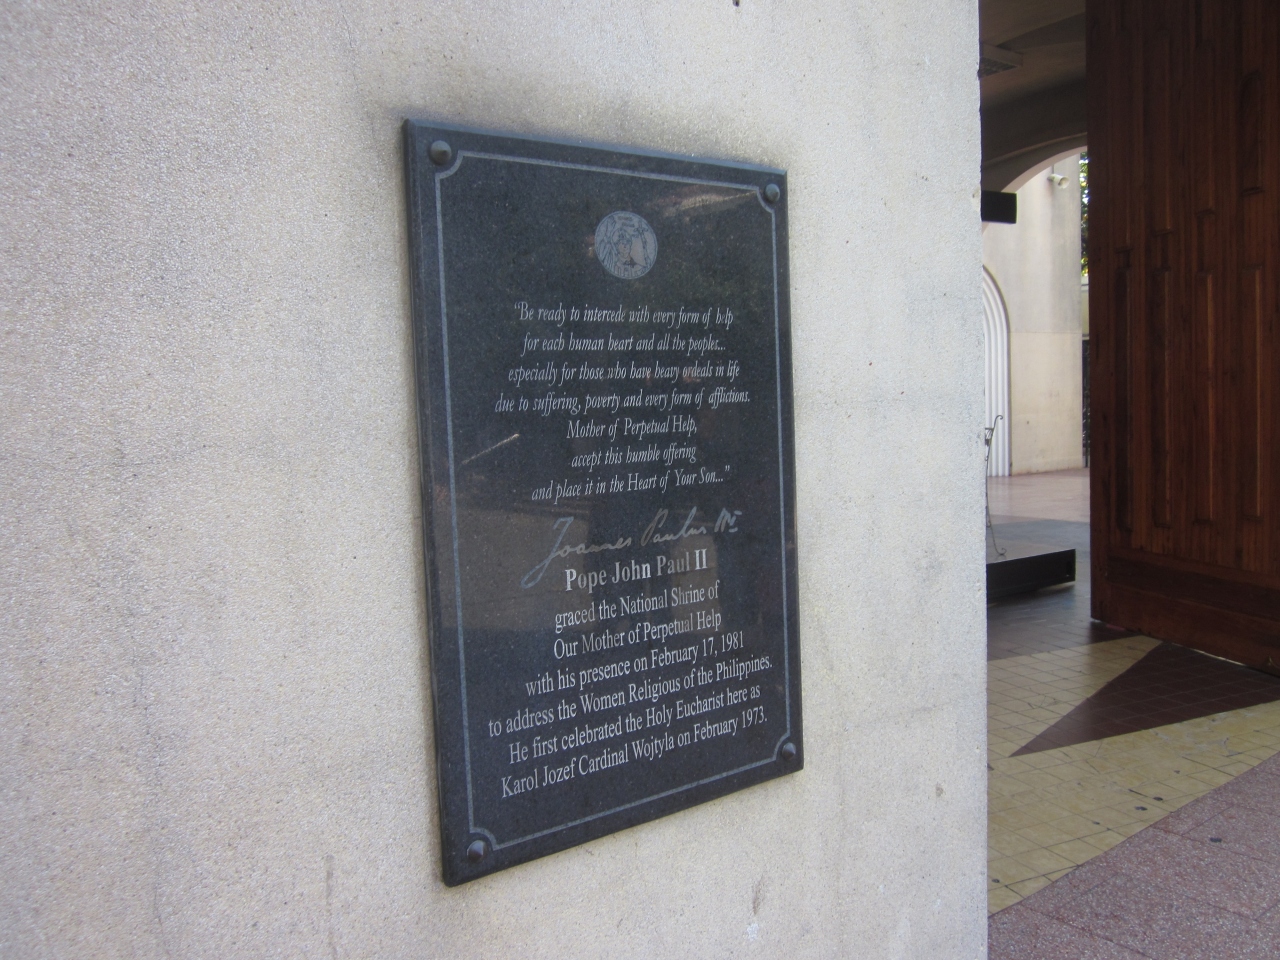 "Be ready to intercede with every form of help
for each human heart and all the peoples...
especially for those who have heavy ordeals in life
due to suffering, poverty and every form of afflictions.
Mother of Perpetual Help,
accept this humble offering
and place it in the Heart of Your Son..."
Joannes Paulus
Pope John Paul II
graced the National Shrine of
Our Mother of Perpetual Help
with his presence on February 17, 1981
to address the Women Religious of the Philippines.
He first celebrated the Holy Eucharist here as
Karol Jozef Cardinal Wojtyla on February 1973.